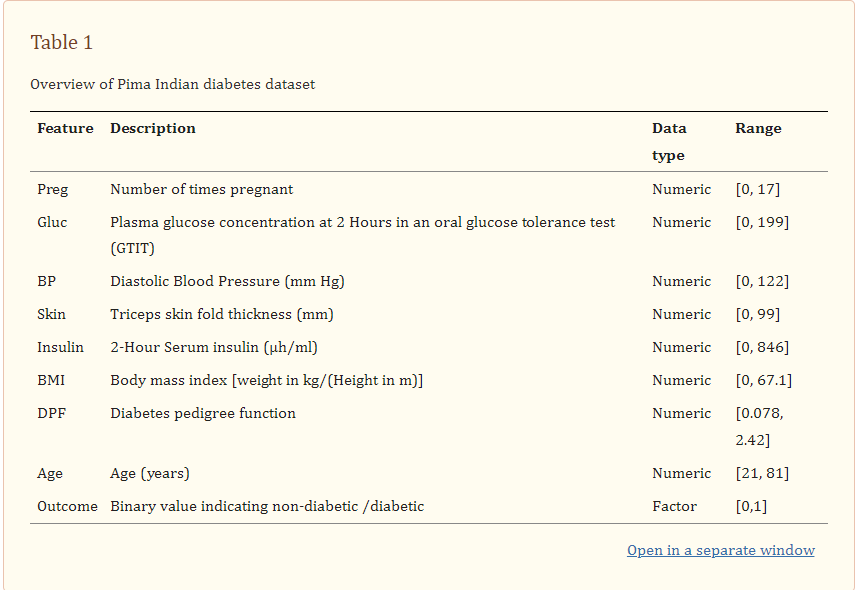 Table 1
Overview of Pima Indian diabetes dataset
Feature Description Data type Range
Preg Number of times pregnant Numeric [0, 17]
Gluc Plasma glucose concentration at 2 Hours in an oral glucose tolerance test Numeric [0, 199]
(GTIT)
BP Diastolic Blood Pressure (mm Hg) Numeric [0, 122]
Skin Triceps skin fold thickness (mm) Numeric [0, 99]
Insulin 2-Hour Serum insulin (μh/ml) Numeric [0, 846]
BMI Body mass index [weight in kg/(Height in m)] Numeric [0, 67.1]
DPF Diabetes pedigree function Numeric [0.078,
2.42]
Age Age (years) Numeric [21, 81]
Outcome Binary value indicating non-diabetic /diabetic Factor [0,1]
Open in a separate window